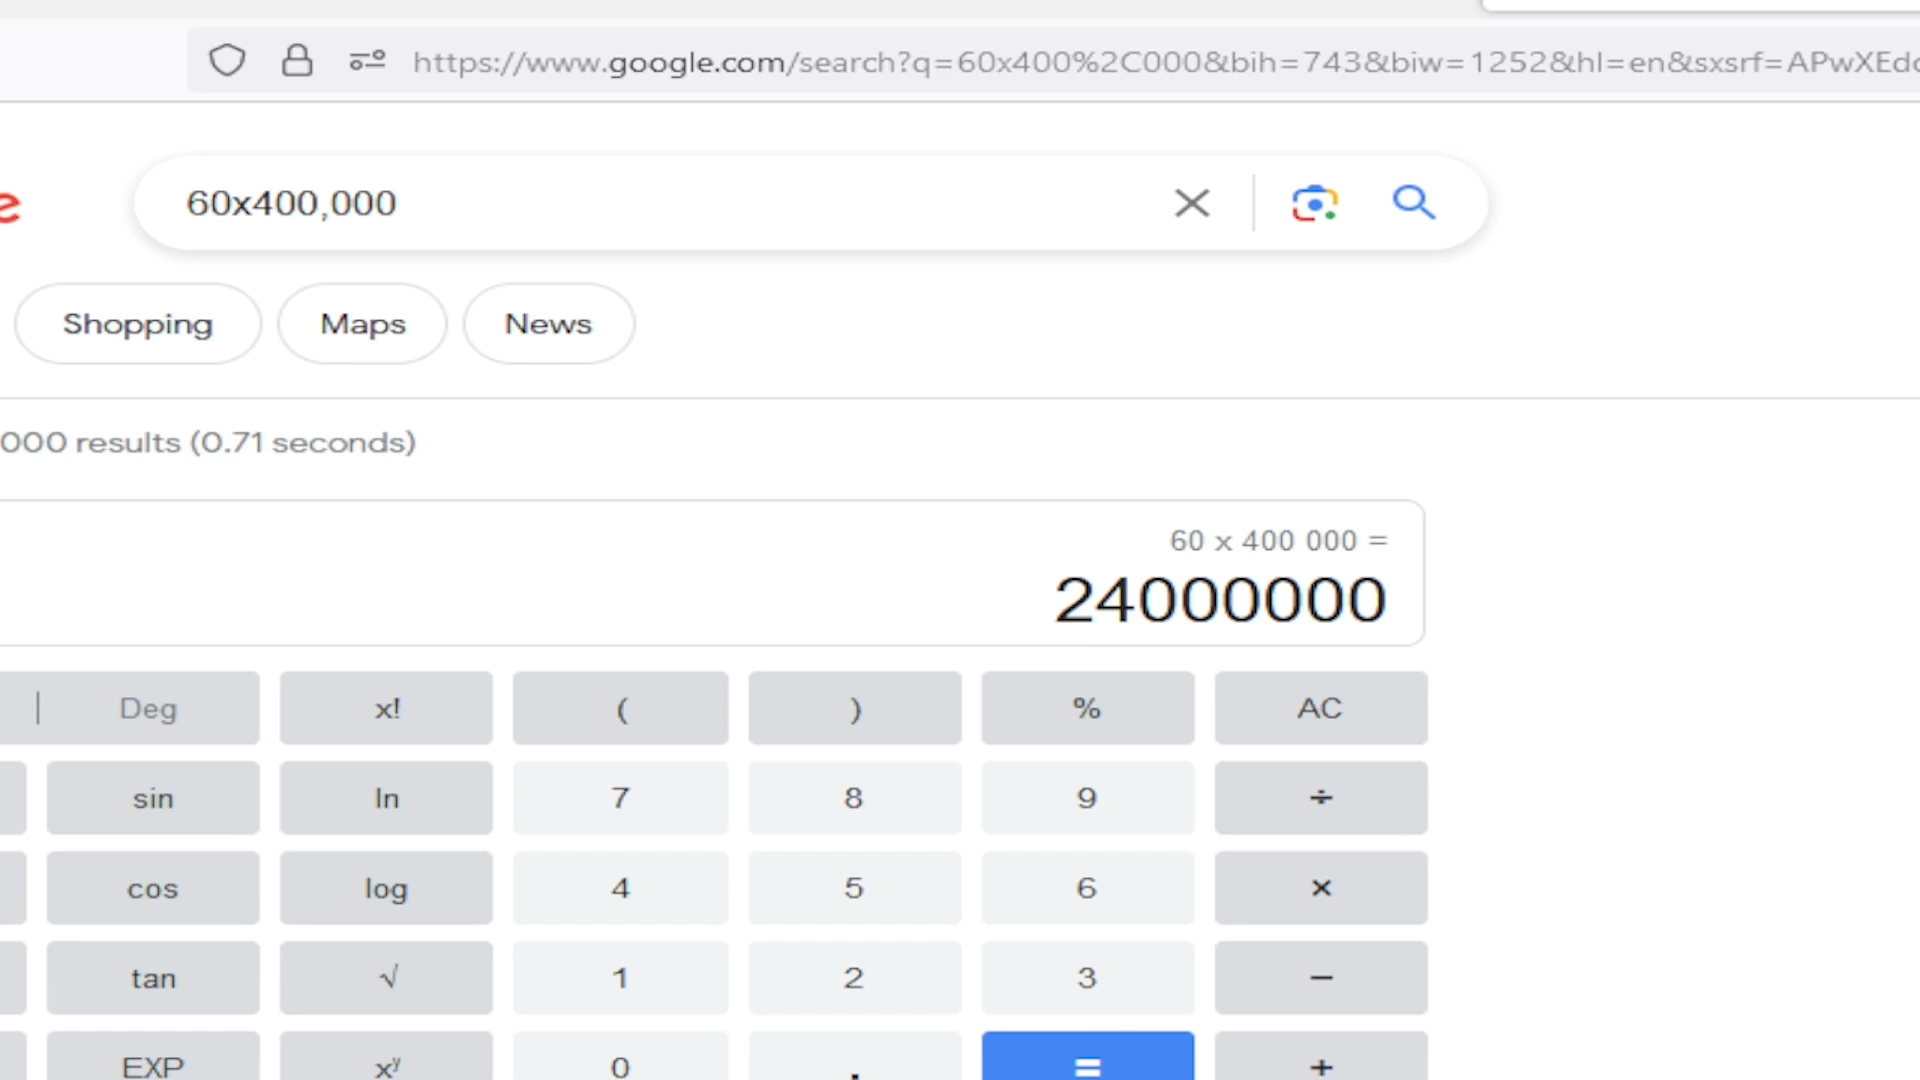 https://www.google.com/search?q=60x400%2C000&bih=743&biw=1252&hl=en&sxsrf=APwXEd
e 60x400,000
Shopping Maps News
000 results (0.71 seconds)
60 x 400 000 =
24000000
| Deg x! ( ) % AC
sin ln 7 8 9 ÷
cos log 4 5 6 ×
tan √ 1 2 3 −
EXP xʸ 0 . = +